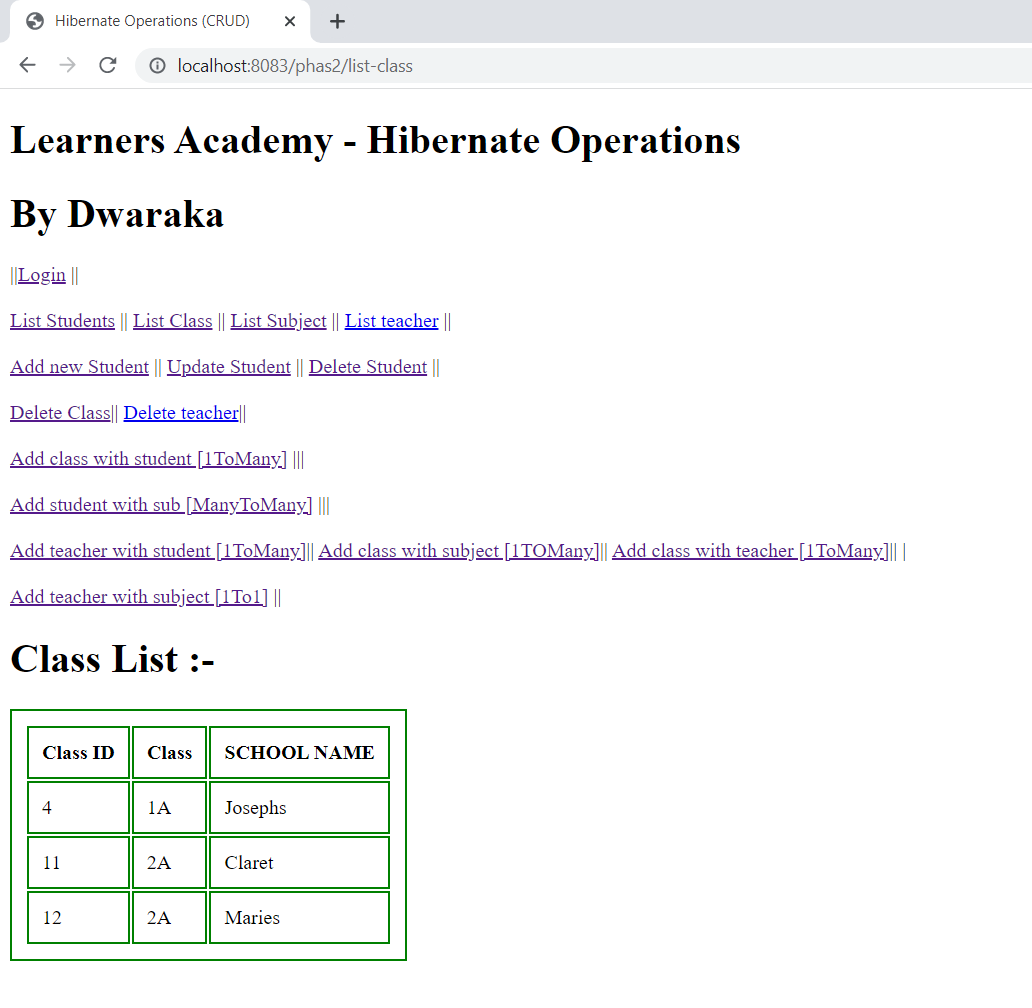 Hibernate Operations (CRUD)
localhost:8083/phas2/list-class
Learners Academy - Hibernate Operations
By Dwaraka
||Login ||
List Students || List Class || List Subject || List teacher ||
Add new Student || Update Student || Delete Student ||
Delete Class|| Delete teacher||
Add class with student [1ToMany] |||
Add student with sub [ManyToMany] |||
Add teacher with student [1ToMany]|| Add class with subject [1TOMany]|| Add class with teacher [1ToMany]|| |
Add teacher with subject [1To1] ||
Class List :-
Class ID Class SCHOOL NAME
4 1A Josephs
11 2A Claret
12 2A Maries